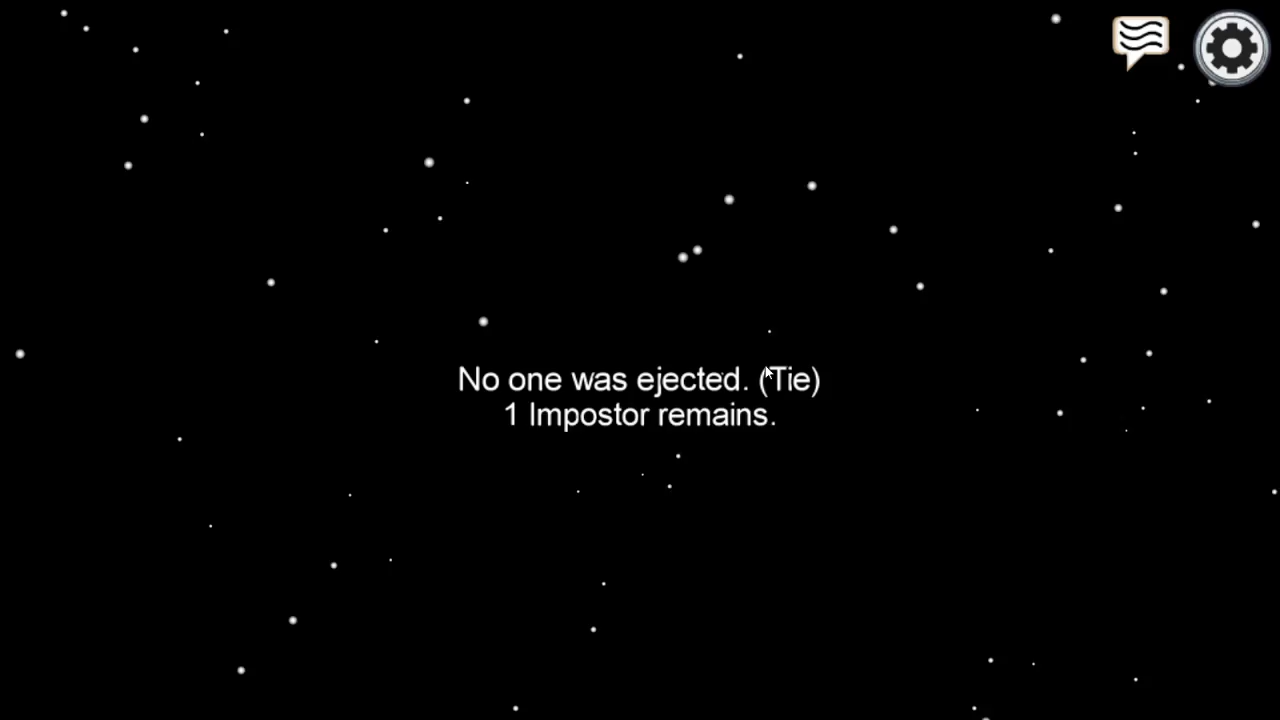 No one was ejected. (Tie)
1 Impostor remains.